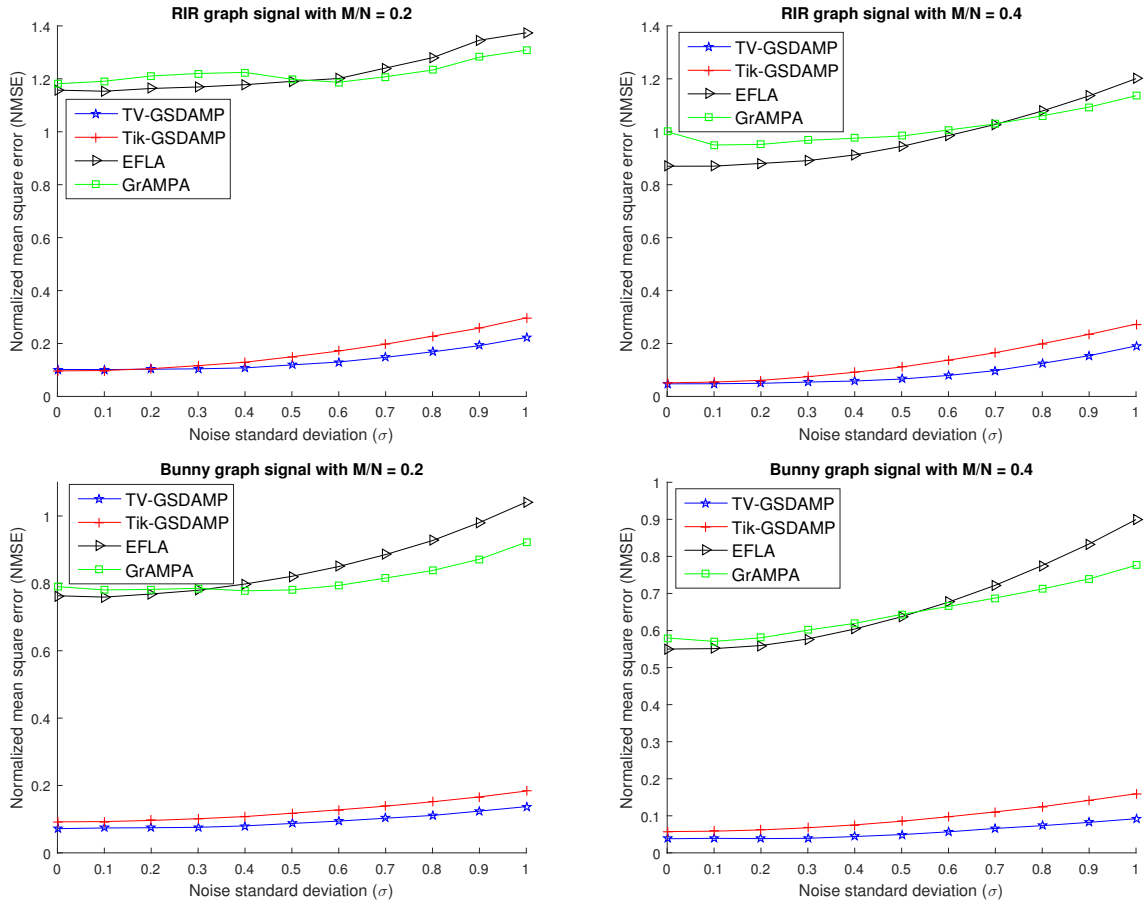 RIR graph signal with M/N = 0.2
1.4
1.2
1
0.8
0.6
0.4
0.2
0
Normalized mean square error (NMSE)
TV-GSDAMP
Tik-GSDAMP
EFLA
GrAMPA
0 0.1 0.2 0.3 0.4 0.5 0.6 0.7 0.8 0.9 1
Noise standard deviation (σ)
RIR graph signal with M/N = 0.4
1.4
1.2
1
0.8
0.6
0.4
0.2
0
Normalized mean square error (NMSE)
TV-GSDAMP
Tik-GSDAMP
EFLA
GrAMPA
0 0.1 0.2 0.3 0.4 0.5 0.6 0.7 0.8 0.9 1
Noise standard deviation (σ)
Bunny graph signal with M/N = 0.2
1
0.8
0.6
0.4
0.2
0
Normalized mean square error (NMSE)
TV-GSDAMP
Tik-GSDAMP
EFLA
GrAMPA
0 0.1 0.2 0.3 0.4 0.5 0.6 0.7 0.8 0.9 1
Noise standard deviation (σ)
Bunny graph signal with M/N = 0.4
1
0.9
0.8
0.7
0.6
0.5
0.4
0.3
0.2
0.1
0
Normalized mean square error (NMSE)
TV-GSDAMP
Tik-GSDAMP
EFLA
GrAMPA
0 0.1 0.2 0.3 0.4 0.5 0.6 0.7 0.8 0.9 1
Noise standard deviation (σ)